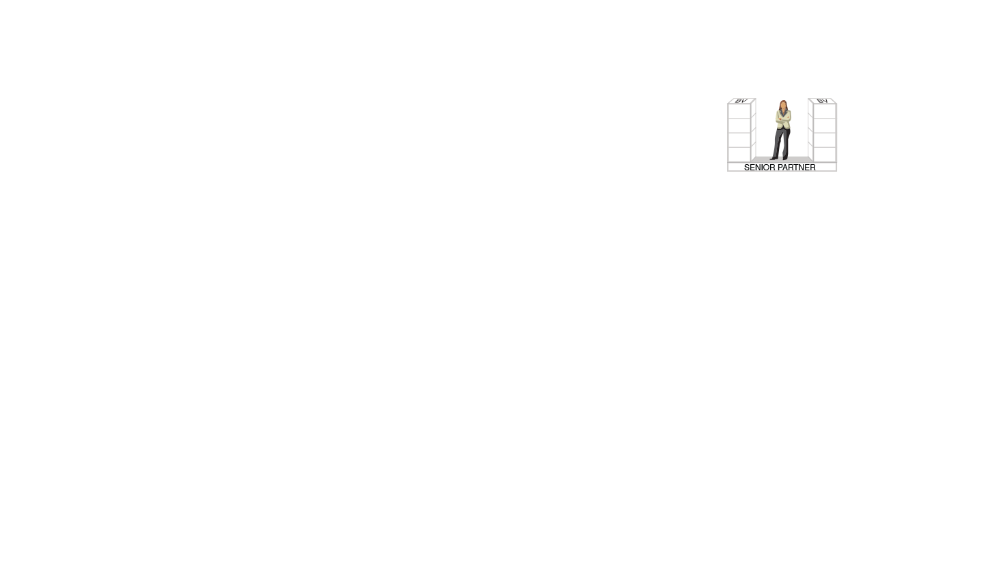 BV BV
SENIOR PARTNER